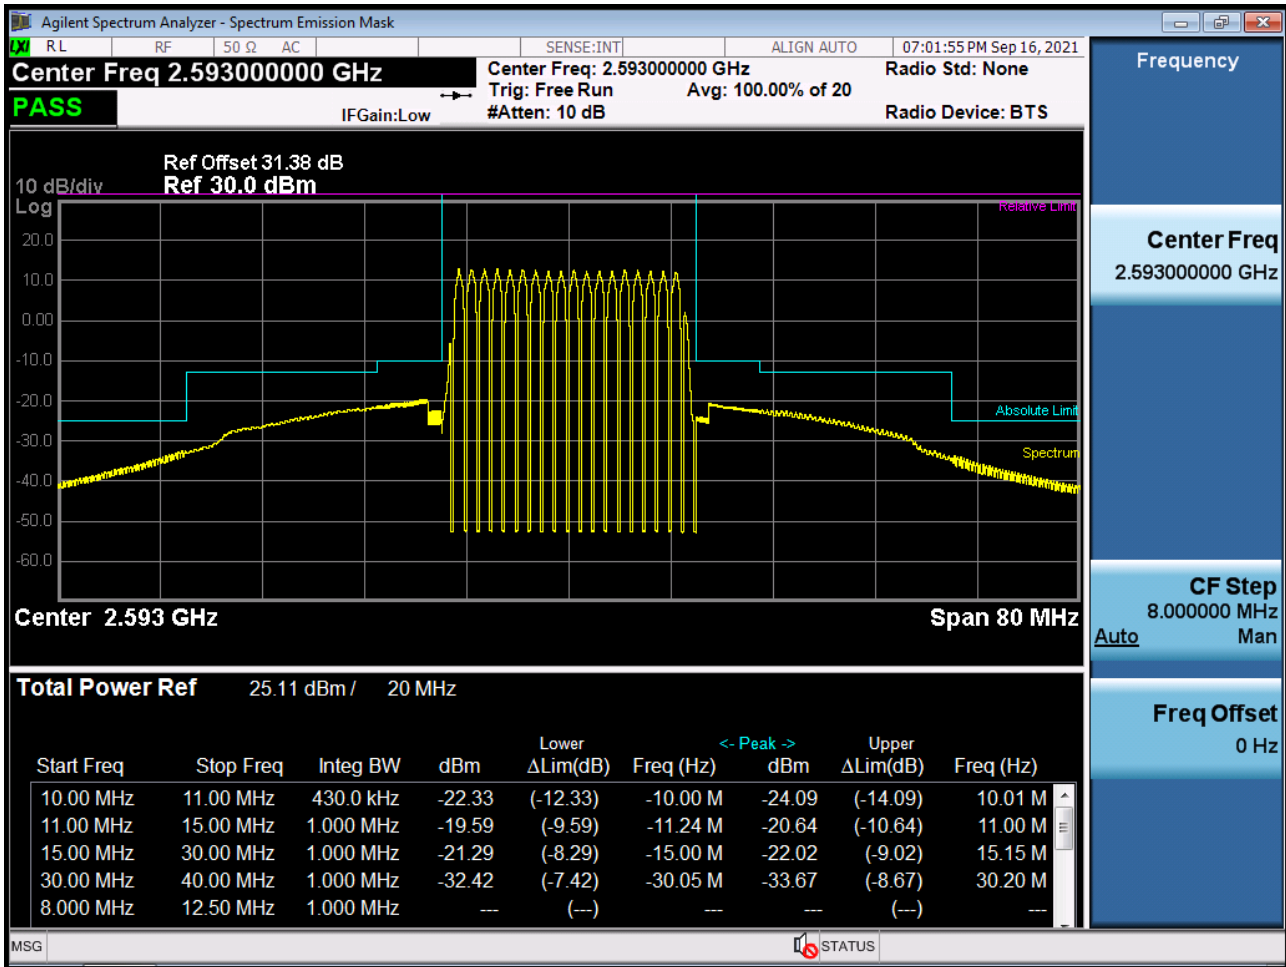 Agilent Spectrum Analyzer - Spectrum Emission Mask
LXI RL RF 50 Ω AC SENSE:INT ALIGN AUTO 07:01:55 PM Sep 16, 2021
Center Freq 2.593000000 GHz Center Freq: 2.593000000 GHz Radio Std: None
Trig: Free Run Avg: 100.00% of 20
PASS IFGain:Low #Atten: 10 dB Radio Device: BTS
Ref Offset 31.38 dB
10 dB/div Ref 30.0 dBm
Log
Relative Limit
20.0
10.0
0.00
-10.0
-20.0
Absolute Limit
-30.0
Spectrum
-40.0
-50.0
-60.0
Center 2.593 GHz Span 80 MHz
Total Power Ref 25.11 dBm / 20 MHz
Lower <- Peak -> Upper
Start Freq Stop Freq Integ BW dBm ΔLim(dB) Freq (Hz) dBm ΔLim(dB) Freq (Hz)
10.00 MHz 11.00 MHz 430.0 kHz -22.33 (-12.33) -10.00 M -24.09 (-14.09) 10.01 M
11.00 MHz 15.00 MHz 1.000 MHz -19.59 (-9.59) -11.24 M -20.64 (-10.64) 11.00 M
15.00 MHz 30.00 MHz 1.000 MHz -21.29 (-8.29) -15.00 M -22.02 (-9.02) 15.15 M
30.00 MHz 40.00 MHz 1.000 MHz -32.42 (-7.42) -30.05 M -33.67 (-8.67) 30.20 M
8.000 MHz 12.50 MHz 1.000 MHz --- (---) --- --- (---) ---
MSG STATUS
Frequency
Center Freq
2.593000000 GHz
CF Step
8.000000 MHz
Auto Man
Freq Offset
0 Hz